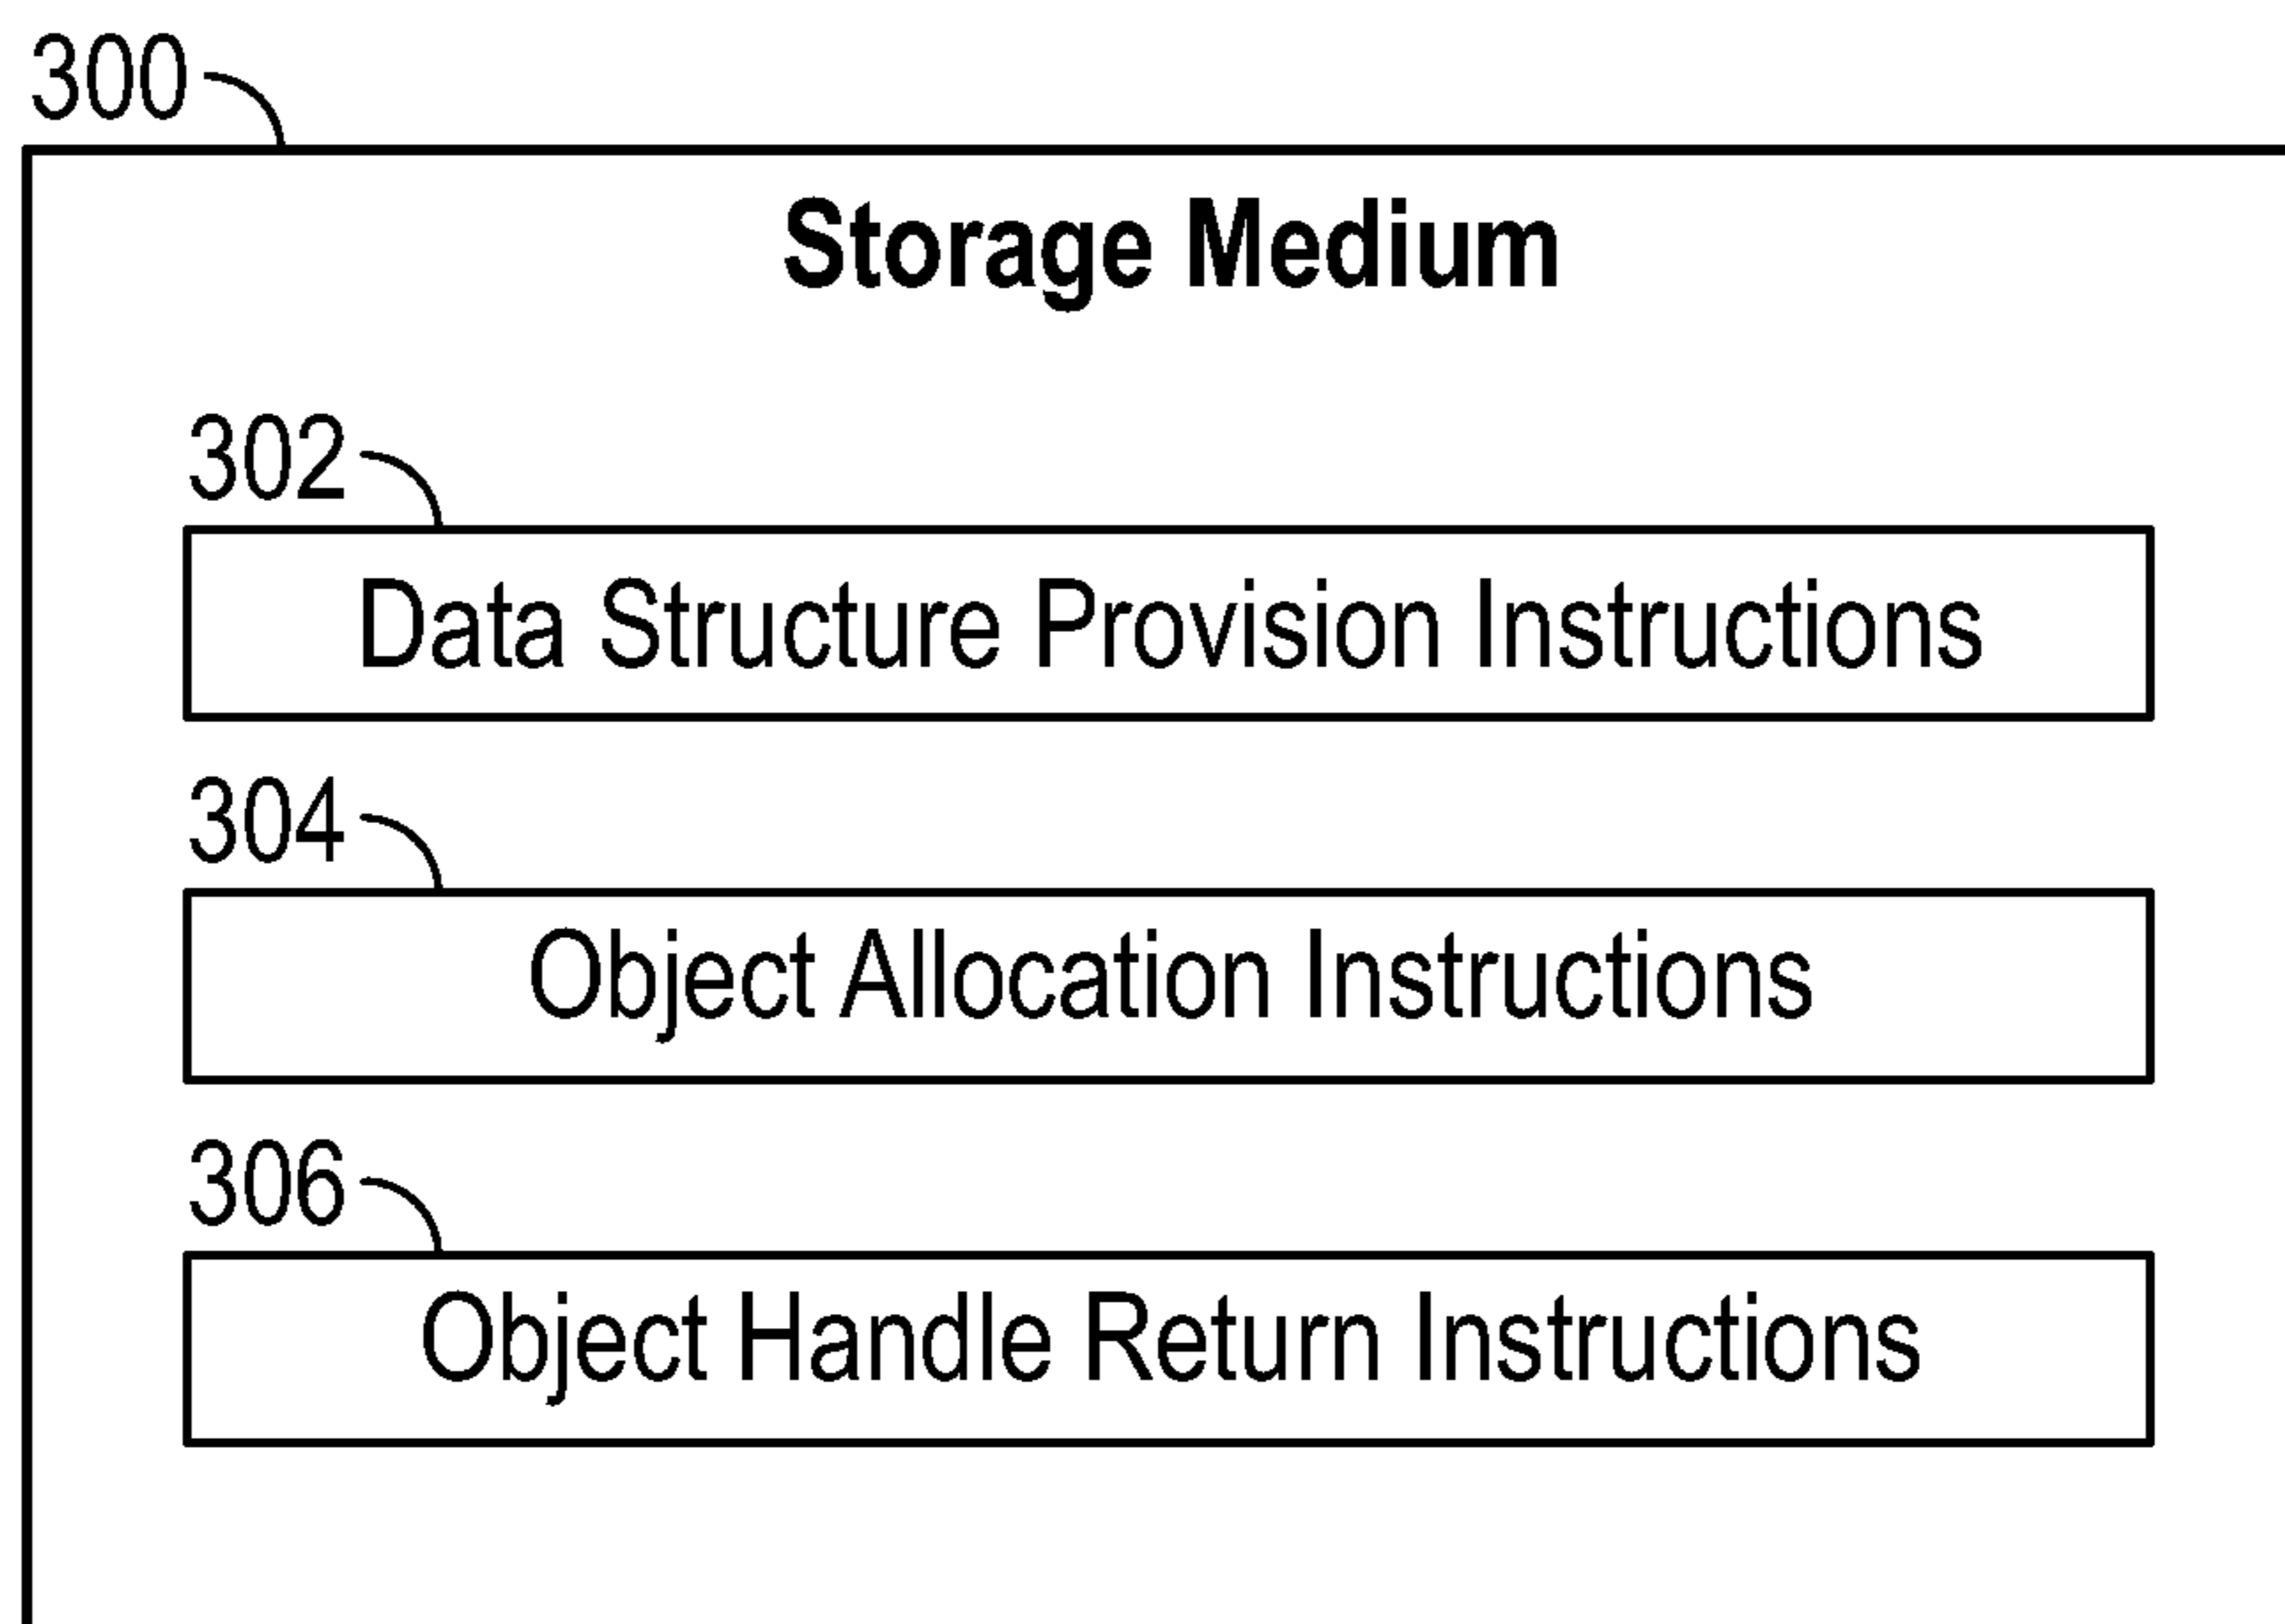 300
Storage Medium
302
Data Structure Provision Instructions
304
Object Allocation Instructions
306
Object Handle Return Instructions